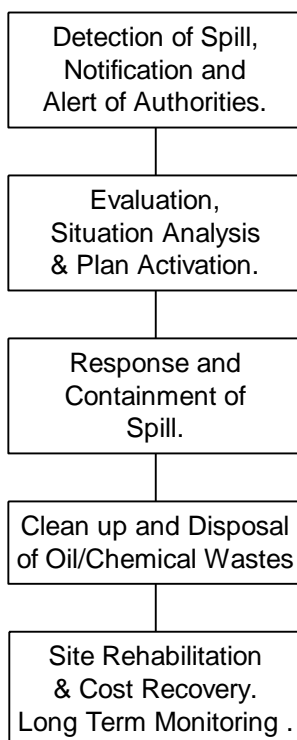 Detection of Spill,
Notification and
Alert of Authorities.
Evaluation,
Situation Analysis
& Plan Activation.
Response and
Containment of
Spill.
Clean up and Disposal
of Oil/Chemical Wastes
Site Rehabilitation
& Cost Recovery.
Long Term Monitoring .